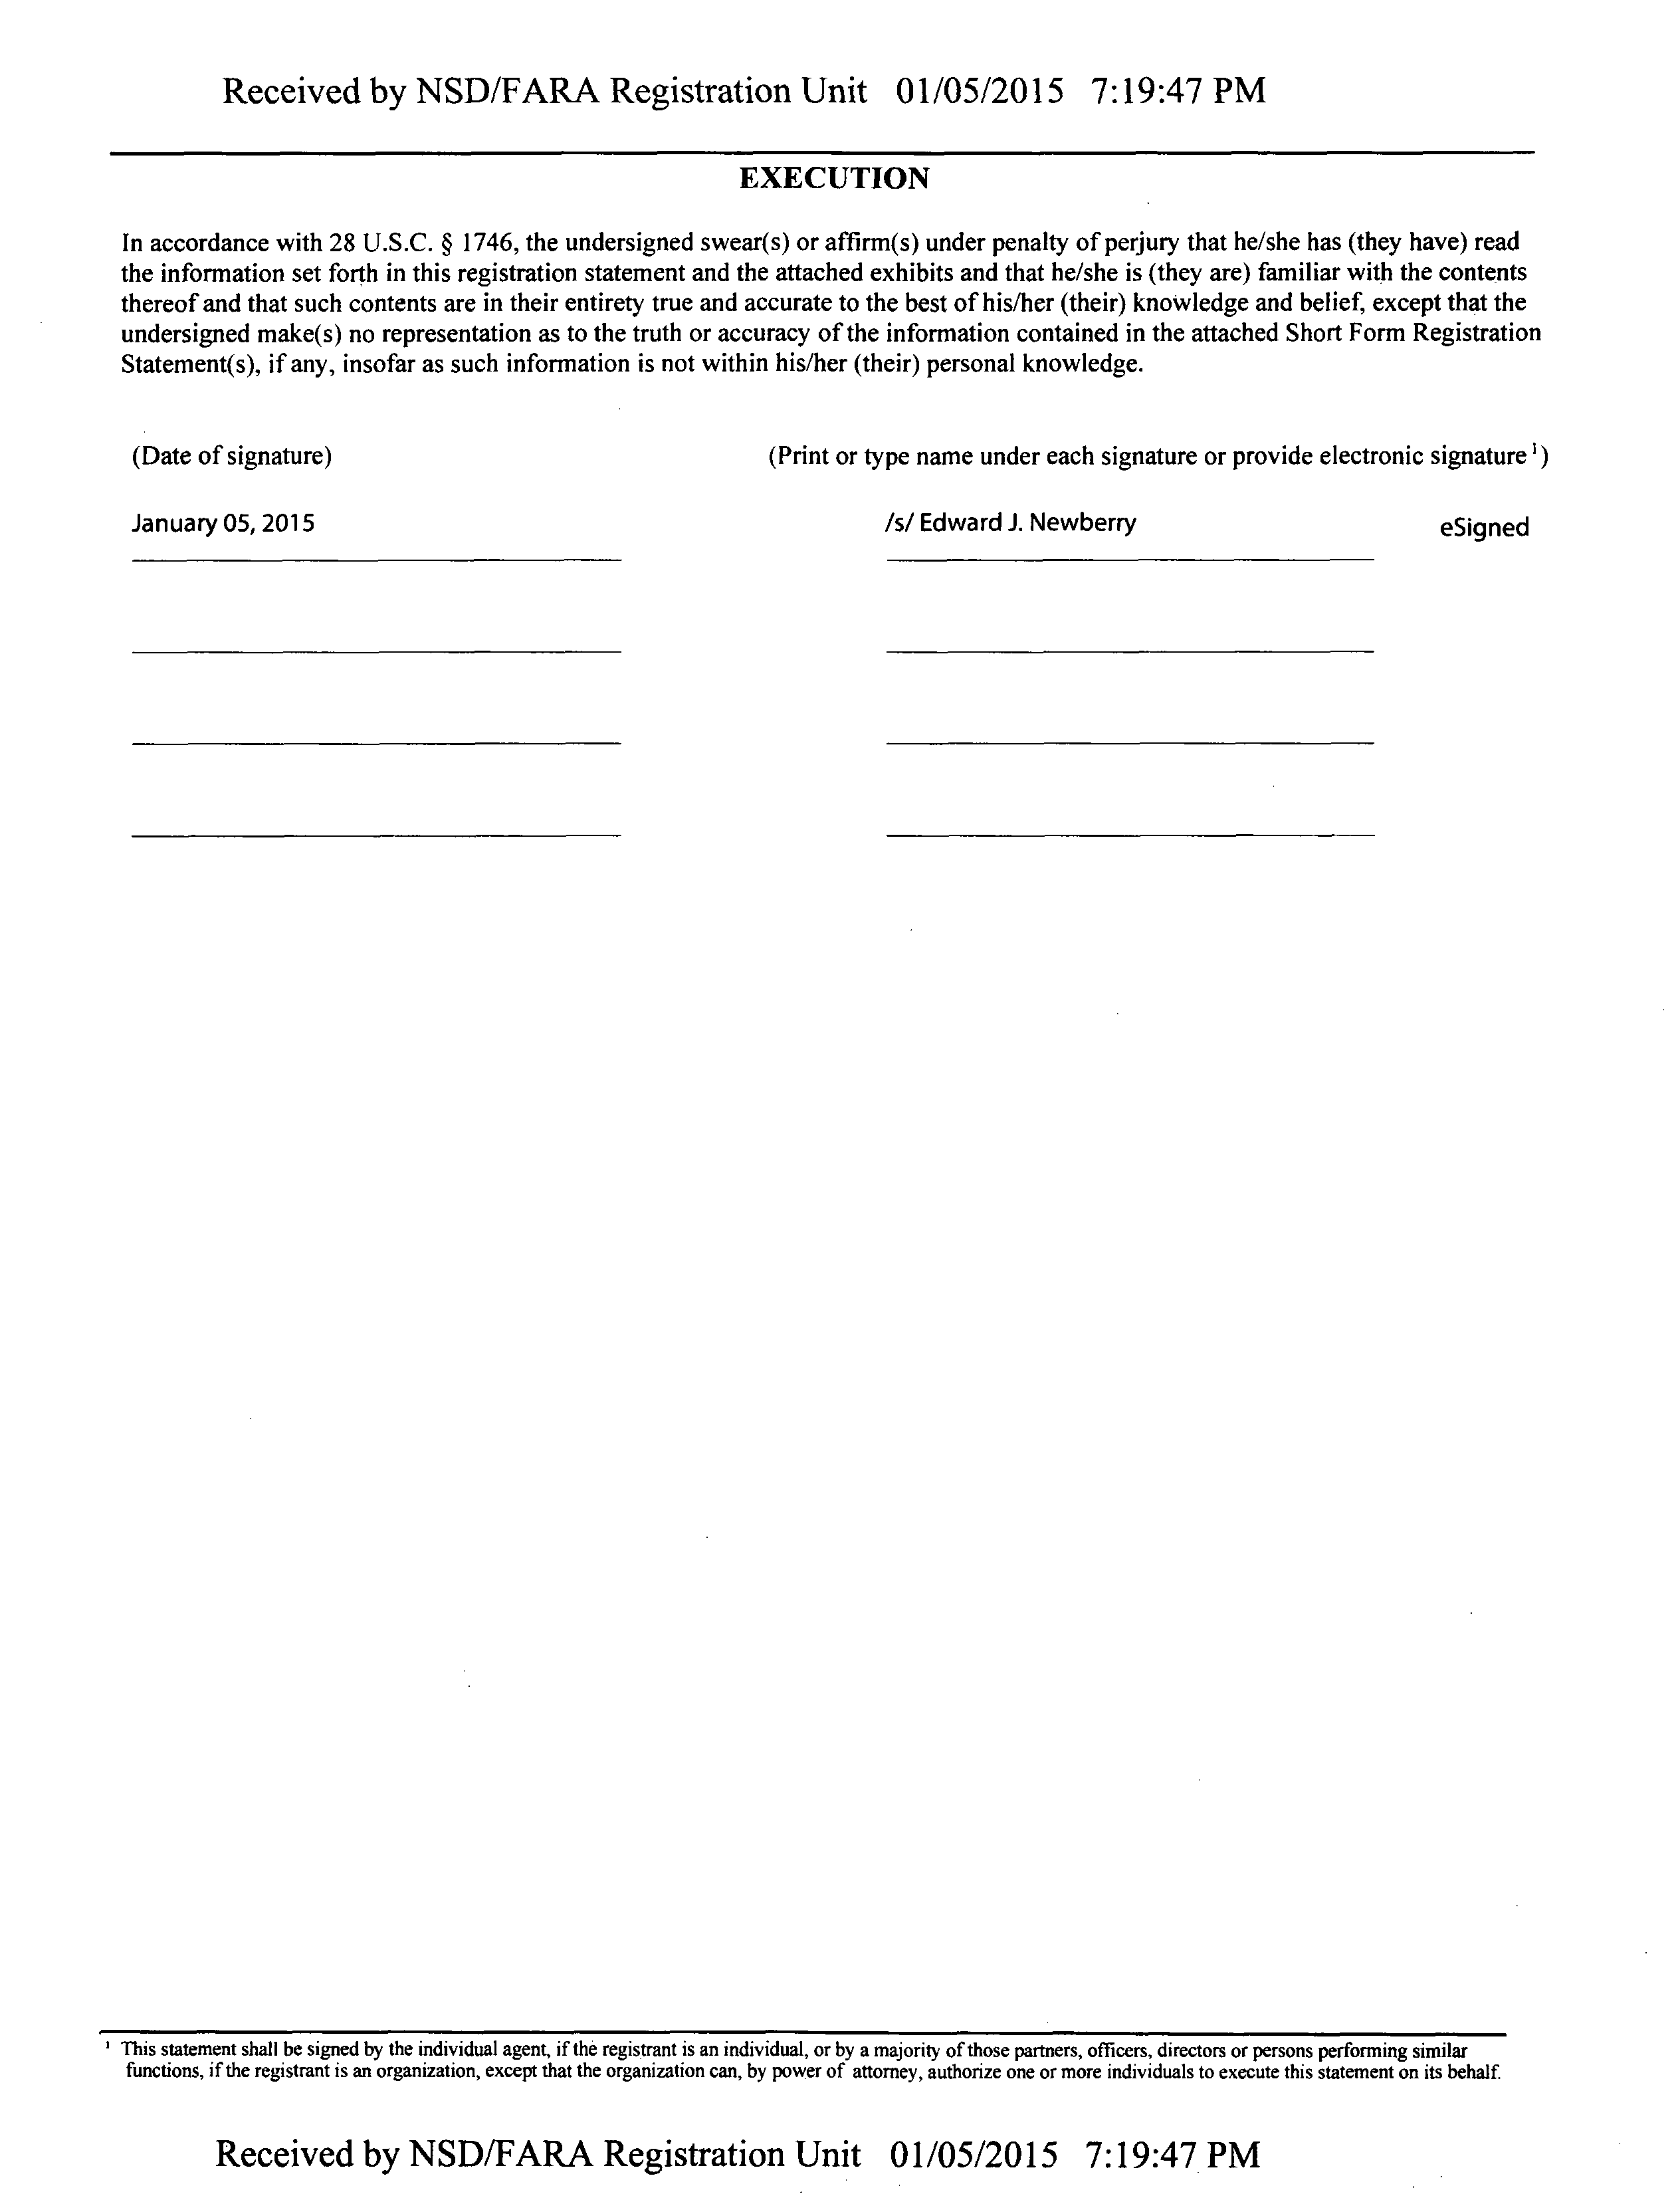 Received by NSD/FARA Registration Unit 01/05/2015 7:19:47 PM
EXECUTION
In accordance with 28 U.S.C. § 1746, the undersigned swear(s) or affirm(s) under penalty of perjury that he/she has (they have) read
the information set forth in this registration statement and the attached exhibits and that he/she is (they are) familiar with the contents
thereof and that such contents are in their entirety true and accurate to the best of his/her (their) knowledge and belief, except that the
undersigned make(s) no representation as to the truth or accuracy of the information contained in the attached Short Form Registration
Statement(s), if any, insofar as such information is not within his/her (their) personal knowledge.
(Date of signature) (Print or type name under each signature or provide electronic signature ¹)
January 05, 2015 /s/ Edward J. Newberry eSigned
¹ This statement shall be signed by the individual agent, if the registrant is an individual, or by a majority of those partners, officers, directors or persons performing similar
functions, if the registrant is an organization, except that the organization can, by power of attorney, authorize one or more individuals to execute this statement on its behalf.
Received by NSD/FARA Registration Unit 01/05/2015 7:19:47 PM